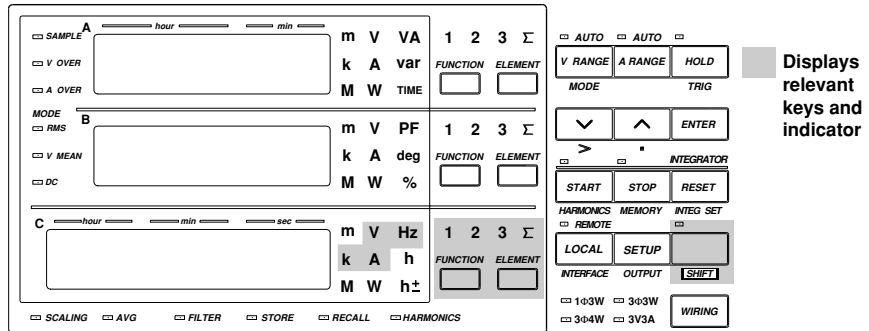 A hour min
SAMPLE m V VA 1 2 3 Σ AUTO AUTO
V OVER k A var FUNCTION ELEMENT V RANGE A RANGE HOLD
A OVER M W TIME MODE TRIG
Displays
relevant
keys and
indicator
MODE
B
RMS m V PF 1 2 3 Σ ENTER
> . INTEGRATOR
V MEAN k A deg FUNCTION ELEMENT
DC M W % START STOP RESET
HARMONICS MEMORY INTEG SET
C hour min sec
REMOTE
m V Hz 1 2 3 Σ
k A h FUNCTION ELEMENT LOCAL SETUP
INTERFACE OUTPUT SHIFT
M W h±
1Φ3W 3Φ3W
WIRING
3Φ4W 3V3A
SCALING AVG FILTER STORE RECALL HARMONICS